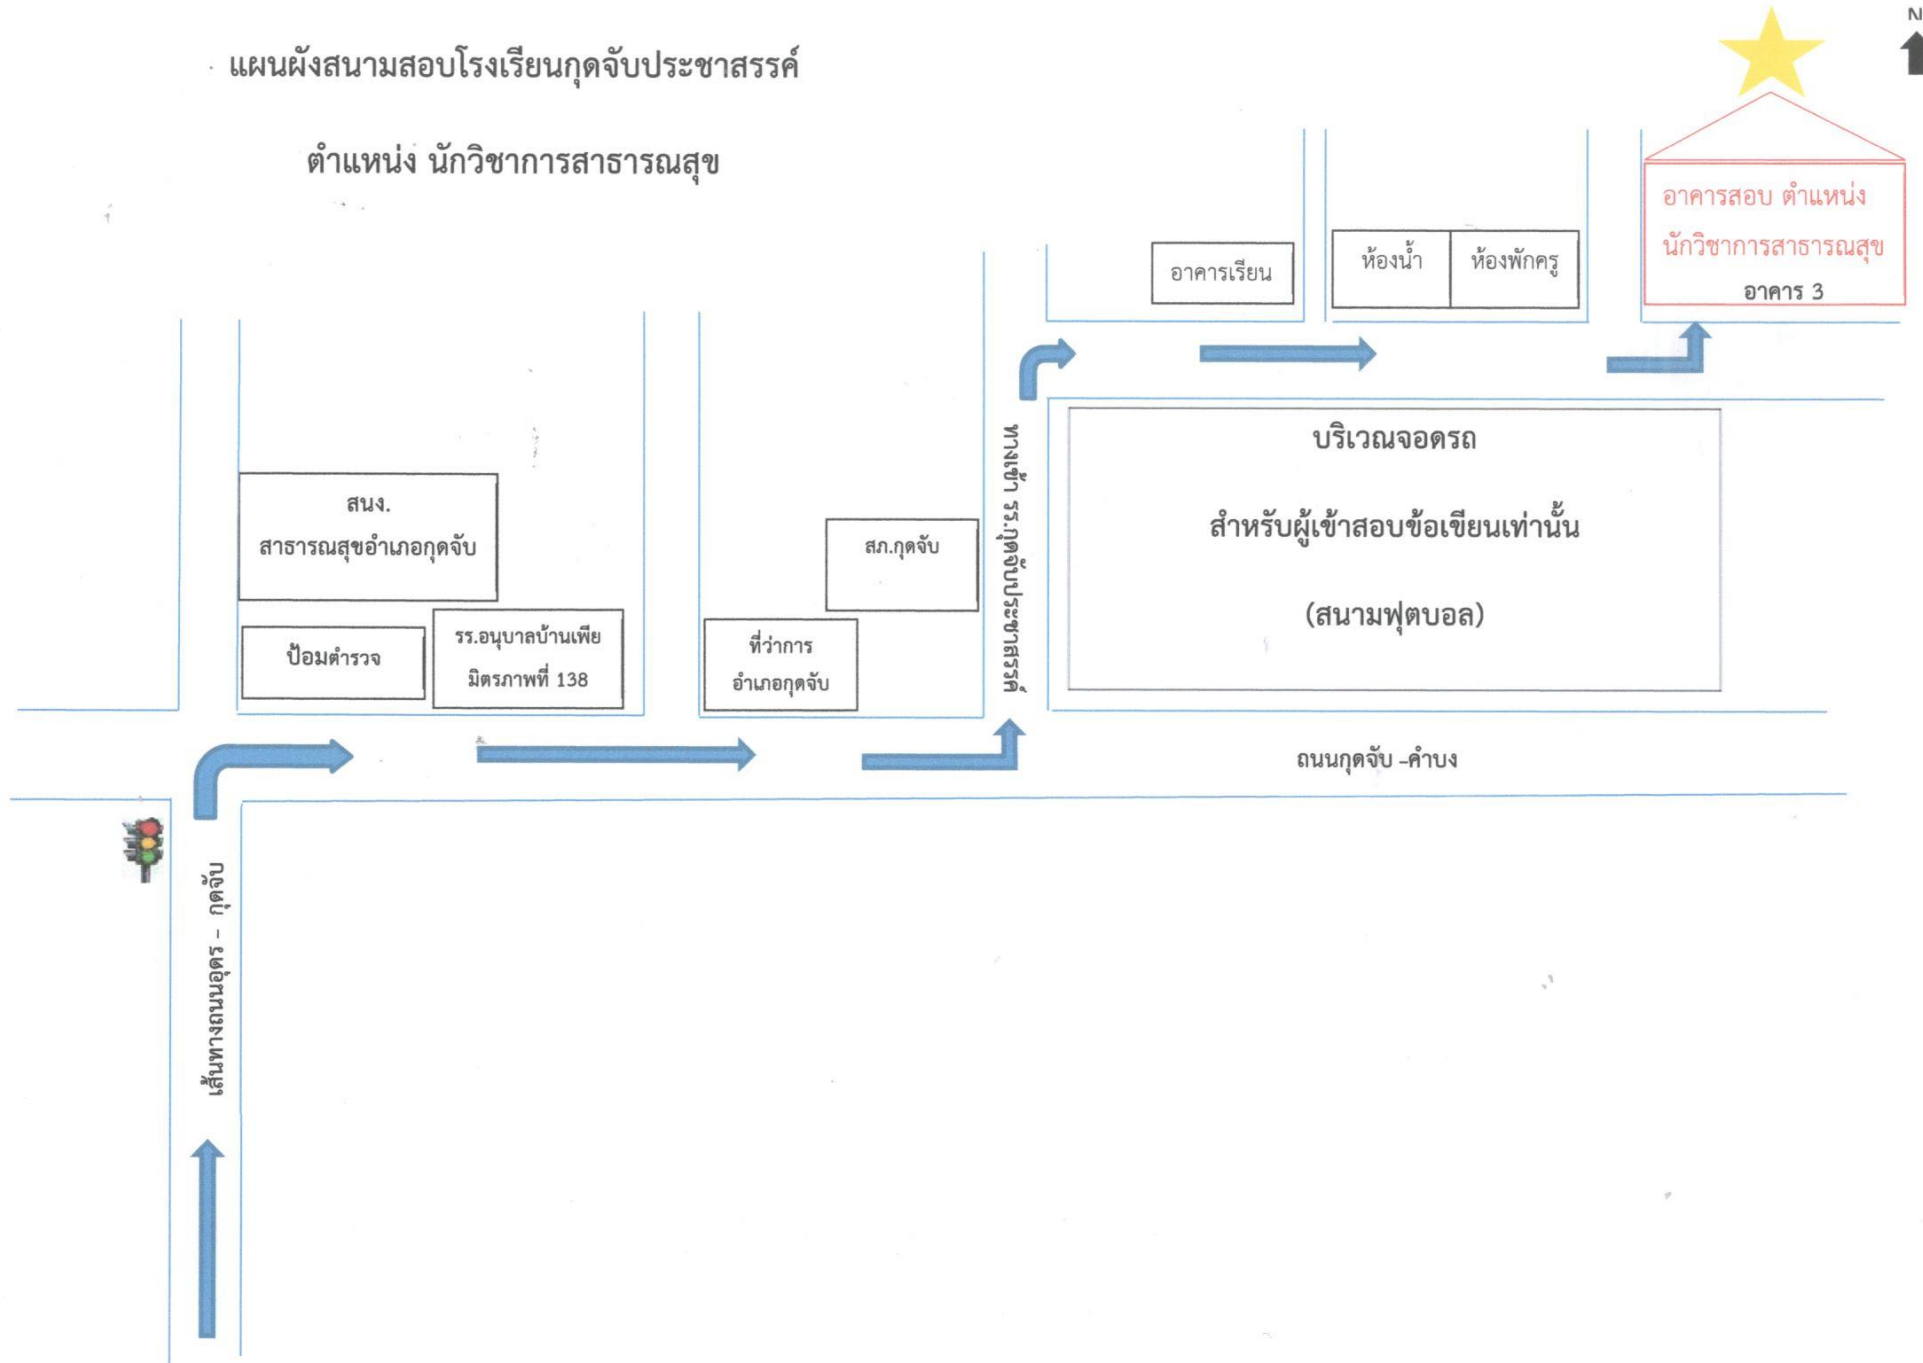 แผนผังสนามสอบโรงเรียนกุดจับประชาสรรค์
ตำแหน่ง นักวิชาการสาธารณสุข
N
อาคารสอบ ตำแหน่ง
นักวิชาการสาธารณสุข
อาคาร 3
อาคารเรียน
ห้องน้ำ
ห้องพักครู
สนง.
สาธารณสุขอำเภอกุดจับ
ป้อมตำรวจ
รร.อนุบาลบ้านเพีย
มิตรภาพที่ 138
สภ.กุดจับ
ที่ว่าการ
อำเภอกุดจับ
ทางเข้า รร.กุดจับประชาสรรค์
บริเวณจอดรถ
สำหรับผู้เข้าสอบข้อเขียนเท่านั้น
(สนามฟุตบอล)
ถนนกุดจับ -คำบง
เส้นทางถนนอุดร - กุดจับ